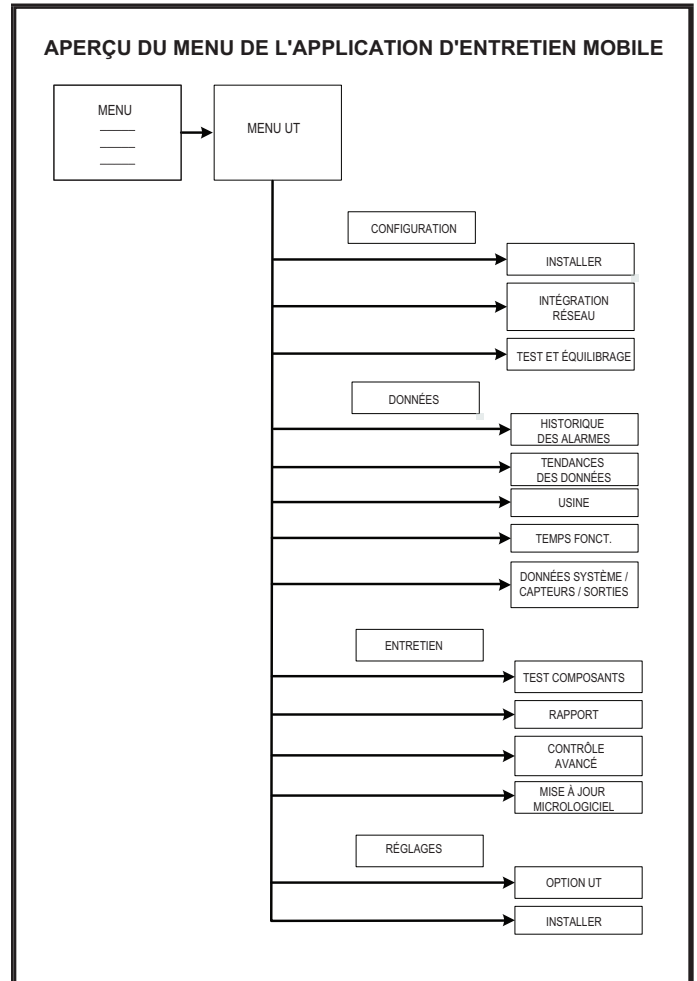 APERÇU DU MENU DE L'APPLICATION D'ENTRETIEN MOBILE
MENU
MENU UT
CONFIGURATION
INSTALLER
INTÉGRATION
RÉSEAU
TEST ET ÉQUILIBRAGE
DONNÉES
HISTORIQUE
DES ALARMES
TENDANCES
DES DONNÉES
USINE
TEMPS FONCT.
DONNÉES SYSTÈME /
CAPTEURS / SORTIES
ENTRETIEN
TEST COMPOSANTS
RAPPORT
CONTRÔLE
AVANCÉ
MISE À JOUR
MICROLOGICIEL
RÉGLAGES
OPTION UT
INSTALLER